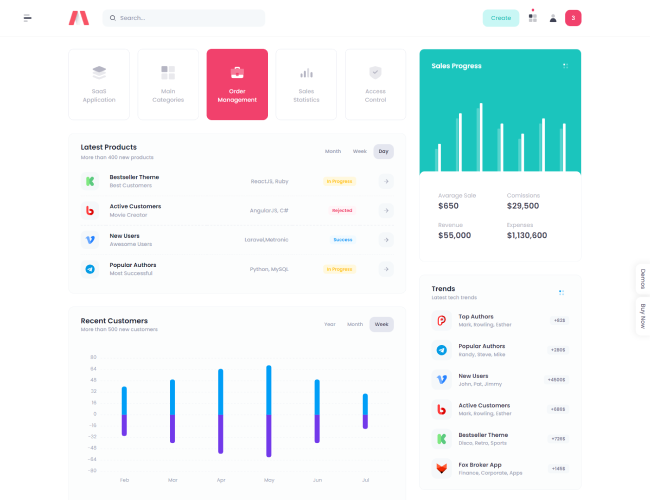 Search...
Create
3
SaaS
Application
Main
Categories
Order
Management
Sales
Statistics
Access
Control
Latest Products
More than 400 new products
Month
Week
Day
Bestseller Theme
Best Customers
ReactJS, Ruby
In Progress
Active Customers
Movie Creator
AngularJS, C#
Rejected
New Users
Awesome Users
Laravel,Metronic
Success
Popular Authors
Most Successful
Python, MySQL
In Progress
Recent Customers
More than 500 new customers
Year
Month
Week
80
64
48
32
16
0
-16
-32
-48
-64
-80
Feb
Mar
Apr
May
Jun
Jul
Sales Progress
Avarage Sale
$650
Comissions
$29,500
Revenue
$55,000
Expenses
$1,130,600
Trends
Latest tech trends
Top Authors
Mark, Rowling, Esther
+82$
Popular Authors
Randy, Steve, Mike
+280$
New Users
John, Pat, Jimmy
+4500$
Active Customers
Mark, Rowling, Esther
+686$
Bestseller Theme
Disco, Retro, Sports
+726$
Fox Broker App
Finance, Corporate, Apps
+145$
Demos
Buy Now